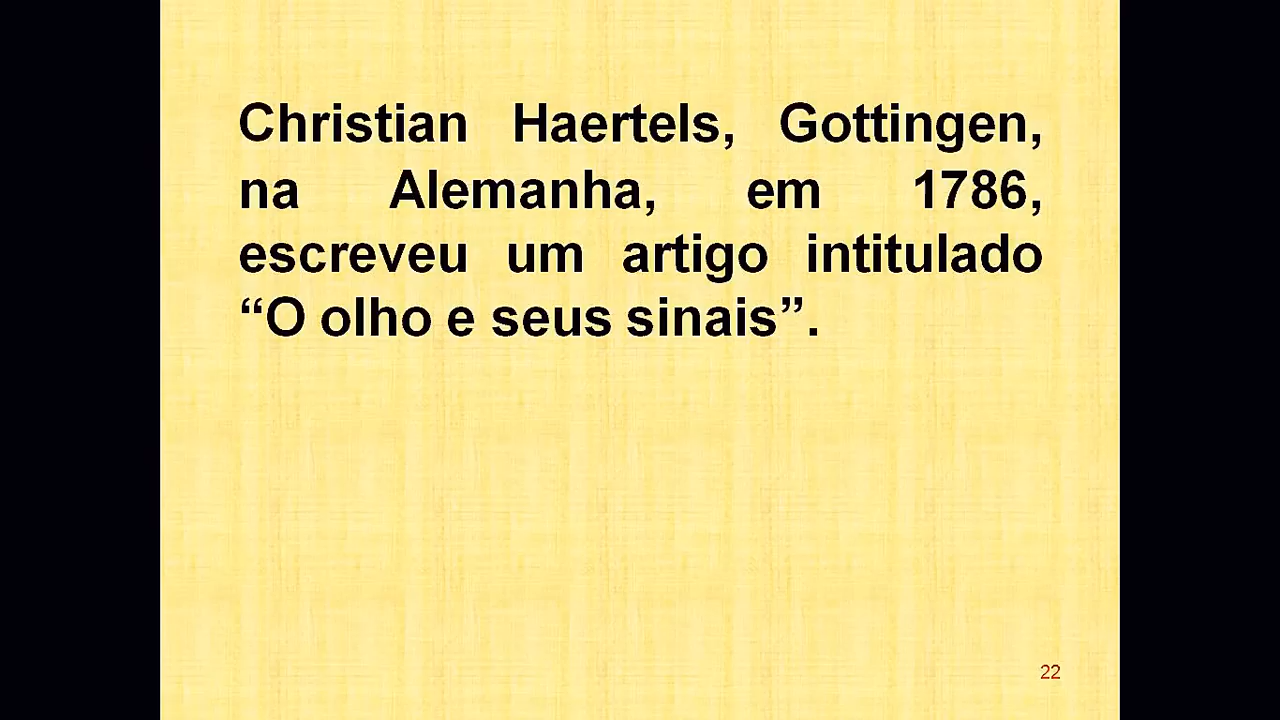 Christian Haertels, Gottingen,
na Alemanha, em 1786,
escreveu um artigo intitulado
“O olho e seus sinais”.
22